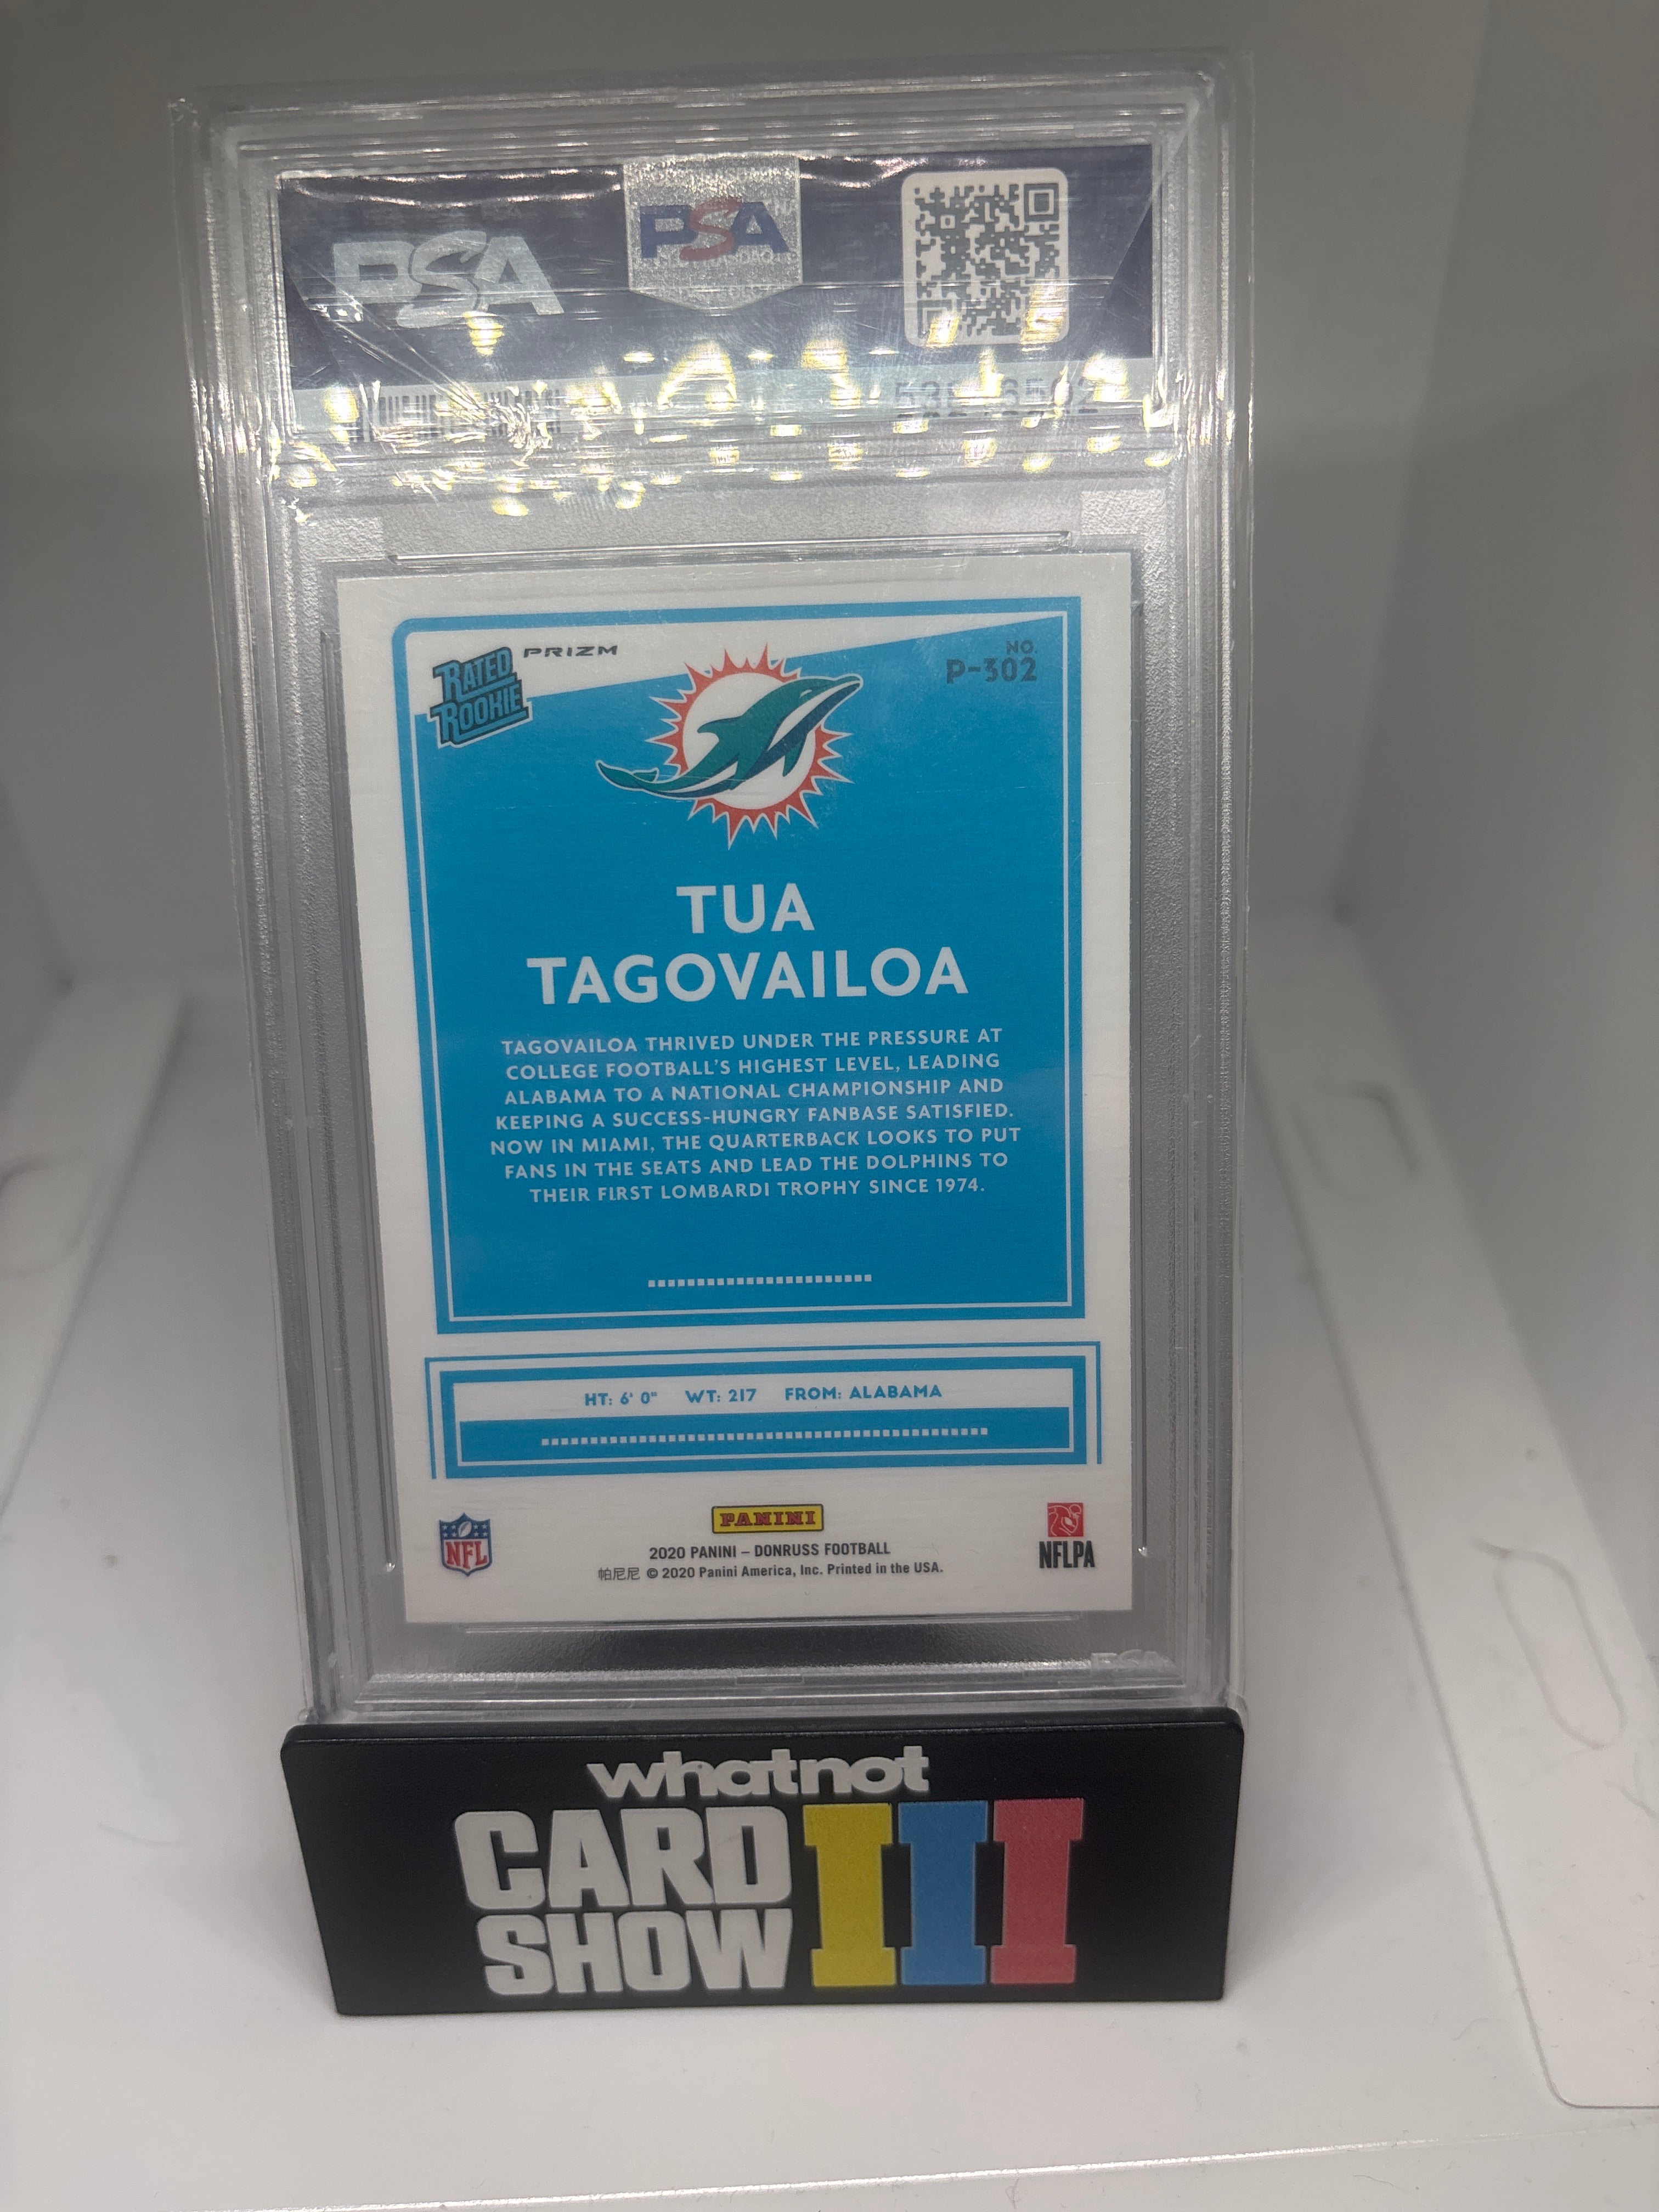 PSA
PSA
RATED
ROOKIE
PRIZM
NO.
P-302
TUA
TAGOVAILOA
TAGOVAILOA THRIVED UNDER THE PRESSURE AT
COLLEGE FOOTBALL'S HIGHEST LEVEL, LEADING
ALABAMA TO A NATIONAL CHAMPIONSHIP AND
KEEPING A SUCCESS-HUNGRY FANBASE SATISFIED.
NOW IN MIAMI, THE QUARTERBACK LOOKS TO PUT
FANS IN THE SEATS AND LEAD THE DOLPHINS TO
THEIR FIRST LOMBARDI TROPHY SINCE 1974.
HT: 6' 0" WT: 217 FROM: ALABAMA
NFL
PANINI
2020 PANINI – DONRUSS FOOTBALL
帕尼尼 © 2020 Panini America, Inc. Printed in the USA.
NFLPA
PSA
whatnot
CARD
SHOW III